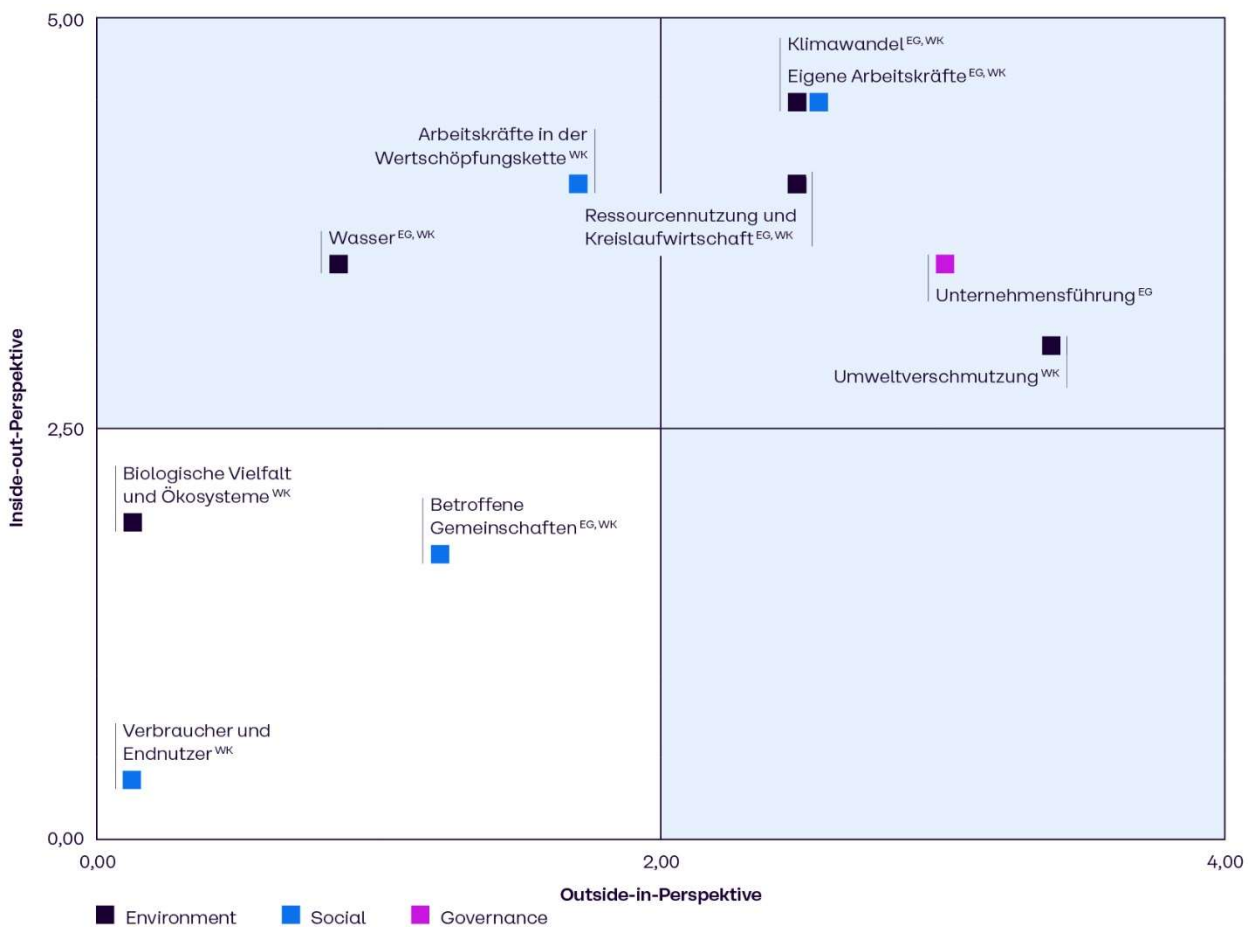 5,00
Klimawandel EG, WK
Eigene Arbeitskräfte EG, WK
Arbeitskräfte in der
Wertschöpfungskette WK
Ressourcennutzung und
Kreislaufwirtschaft EG, WK
Wasser EG, WK
Unternehmensführung EG
Umweltverschmutzung WK
Inside-out-Perspektive
2,50
Biologische Vielfalt
und Ökosysteme WK
Betroffene
Gemeinschaften EG, WK
Verbraucher und
Endnutzer WK
0,00
0,00
2,00
4,00
Outside-in-Perspektive
Environment
Social
Governance